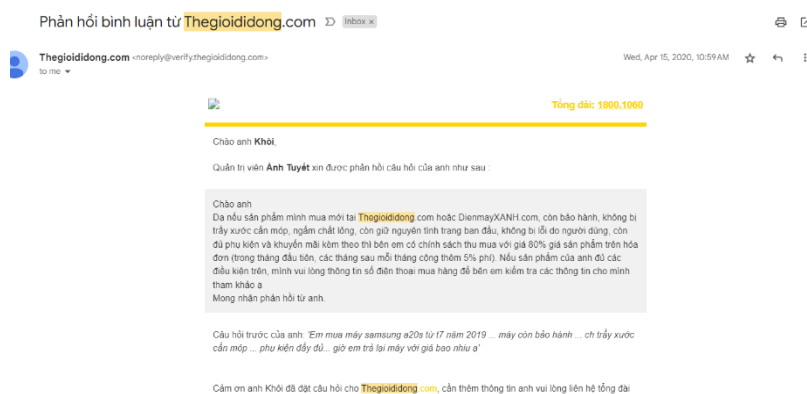 Phản hồi bình luận từ Thegioididong.com Inbox x
Thegioididong.com <noreply@verify.thegioididong.com>
Wed, Apr 15, 2020, 10:59 AM
to me
Tổng đài: 1800.1060
Chào anh Khôi,
Quản trị viên Ánh Tuyết xin được phản hồi câu hỏi của anh như sau :
Chào anh
Dạ nếu sản phẩm mình mua mới tại Thegioididong.com hoặc DienmayXANH.com, còn bảo hành, không bị
trầy xước cấn móp, ngấm chất lỏng, còn giữ nguyên tình trạng ban đầu, không bị lỗi do người dùng, còn
đủ phụ kiện và khuyến mãi kèm theo thì bên em có chính sách thu mua với giá 80% giá sản phẩm trên hóa
đơn (trong tháng đầu tiên, các tháng sau mỗi tháng cộng thêm 5% phí). Nếu sản phẩm của anh đủ các
điều kiện trên, mình vui lòng thông tin số điện thoại mua hàng để bên em kiểm tra các thông tin cho mình
tham khảo ạ
Mong nhận phản hồi từ anh.
Câu hỏi trước của anh: 'Em mua máy samsung a20s từ t7 năm 2019 ... máy còn bảo hành ... ch trầy xước
cấn móp ... phụ kiện đầy đủ... giờ em trả lại máy với giá bao nhiu ạ'
Cảm ơn anh Khôi đã đặt câu hỏi cho Thegioididong.com, cần thêm thông tin anh vui lòng liên hệ tổng đài